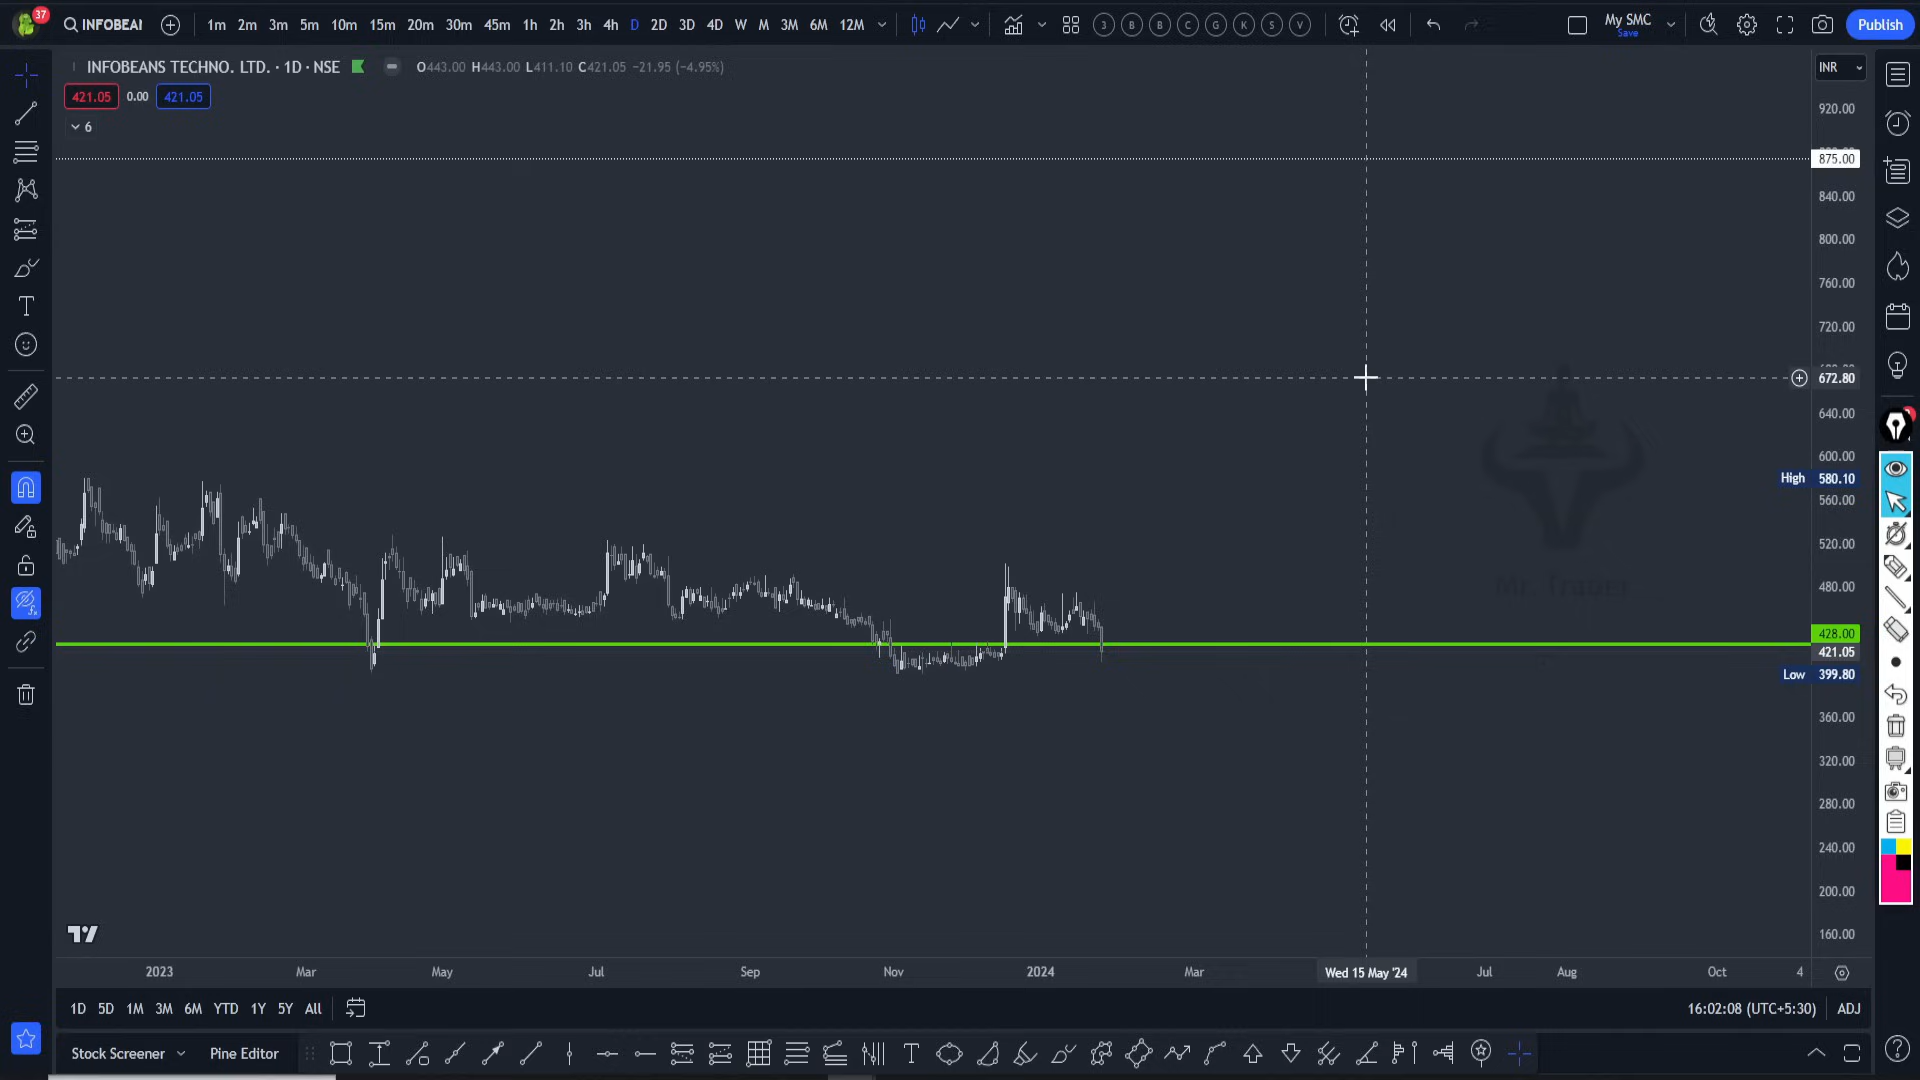 37 INFOBEAI 1m 2m 3m 5m 10m 15m 20m 30m 45m 1h 2h 3h 4h D 2D 3D 4D W M 3M 6M 12M 3 B B C G K S V My SMC Publish
Save
INFOBEANS TECHNO. LTD. · 1D · NSE O443.00 H443.00 L411.10 C421.05 −21.95 (−4.95%) INR
421.05 0.00 421.05
920.00
6
875.00
840.00
800.00
760.00
720.00
672.80
640.00
600.00
High 580.10
560.00
520.00
480.00
Mr. Trader
428.00
421.05
Low 399.80
360.00
320.00
280.00
240.00
200.00
160.00
2023 Mar May Jul Sep Nov 2024 Mar Wed 15 May '24 Jul Aug Oct 4
1D 5D 1M 3M 6M YTD 1Y 5Y All 16:02:08 (UTC+5:30) ADJ
Stock Screener Pine Editor